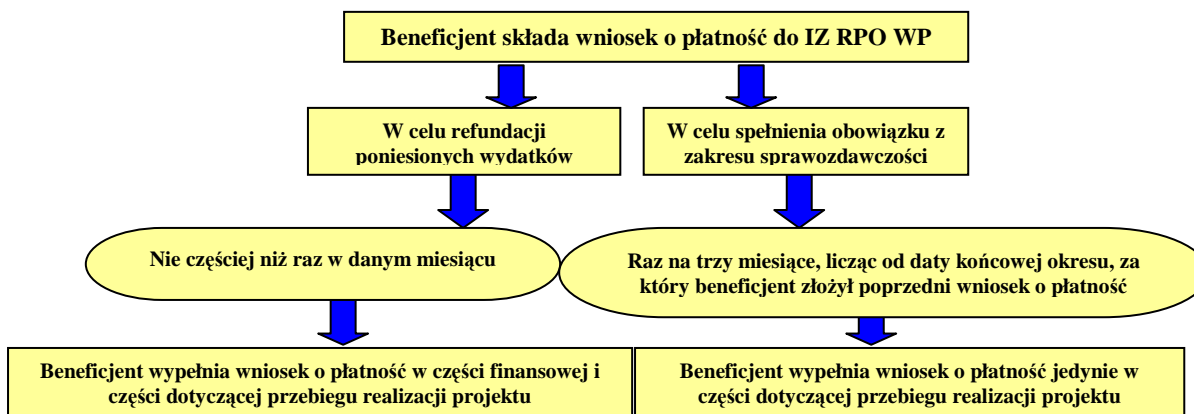 Beneficjent składa wniosek o płatność do IZ RPO WP
W celu refundacji
poniesionych wydatków
W celu spełnienia obowiązku z
zakresu sprawozdawczości
Nie częściej niż raz w danym miesiącu
Raz na trzy miesiące, licząc od daty końcowej okresu, za
który beneficjent złożył poprzedni wniosek o płatność
Beneficjent wypełnia wniosek o płatność w części finansowej i
części dotyczącej przebiegu realizacji projektu
Beneficjent wypełnia wniosek o płatność jedynie w
części dotyczącej przebiegu realizacji projektu